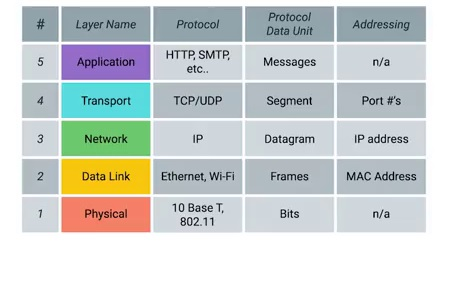 # Layer Name Protocol Protocol Data Unit Addressing
5 Application HTTP, SMTP, etc.. Messages n/a
4 Transport TCP/UDP Segment Port #'s
3 Network IP Datagram IP address
2 Data Link Ethernet, Wi-Fi Frames MAC Address
1 Physical 10 Base T, 802.11 Bits n/a